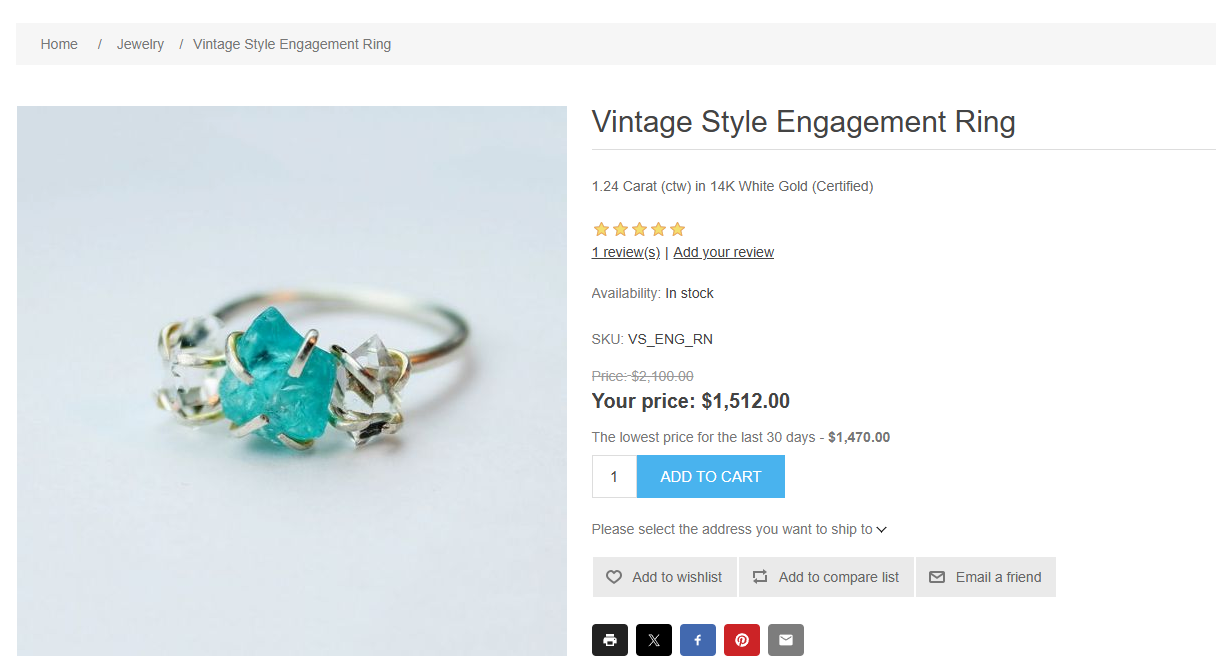 Home / Jewelry / Vintage Style Engagement Ring
Vintage Style Engagement Ring
1.24 Carat (ctw) in 14K White Gold (Certified)
1 review(s) | Add your review
Availability: In stock
SKU: VS_ENG_RN
Price: $2,100.00
Your price: $1,512.00
The lowest price for the last 30 days - $1,470.00
1 ADD TO CART
Please select the address you want to ship to
Add to wishlist Add to compare list Email a friend